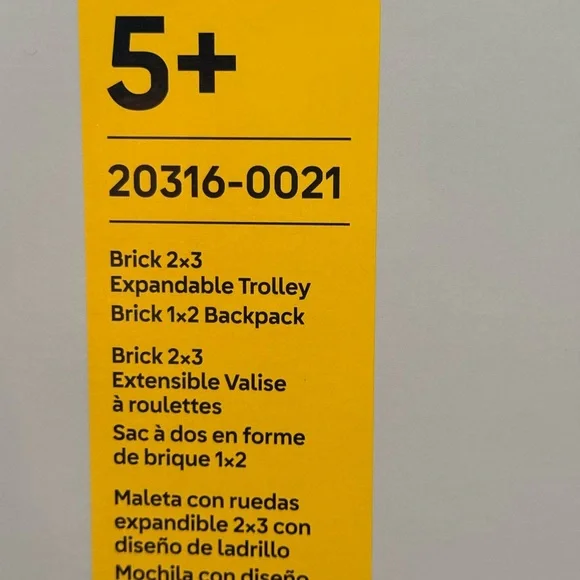 5+
20316-0021
Brick 2×3
Expandable Trolley
Brick 1×2 Backpack
Brick 2×3
Extensible Valise
à roulettes
Sac à dos en forme
de brique 1×2
Maleta con ruedas
expandible 2×3 con
diseño de ladrillo
Mochila con diseño